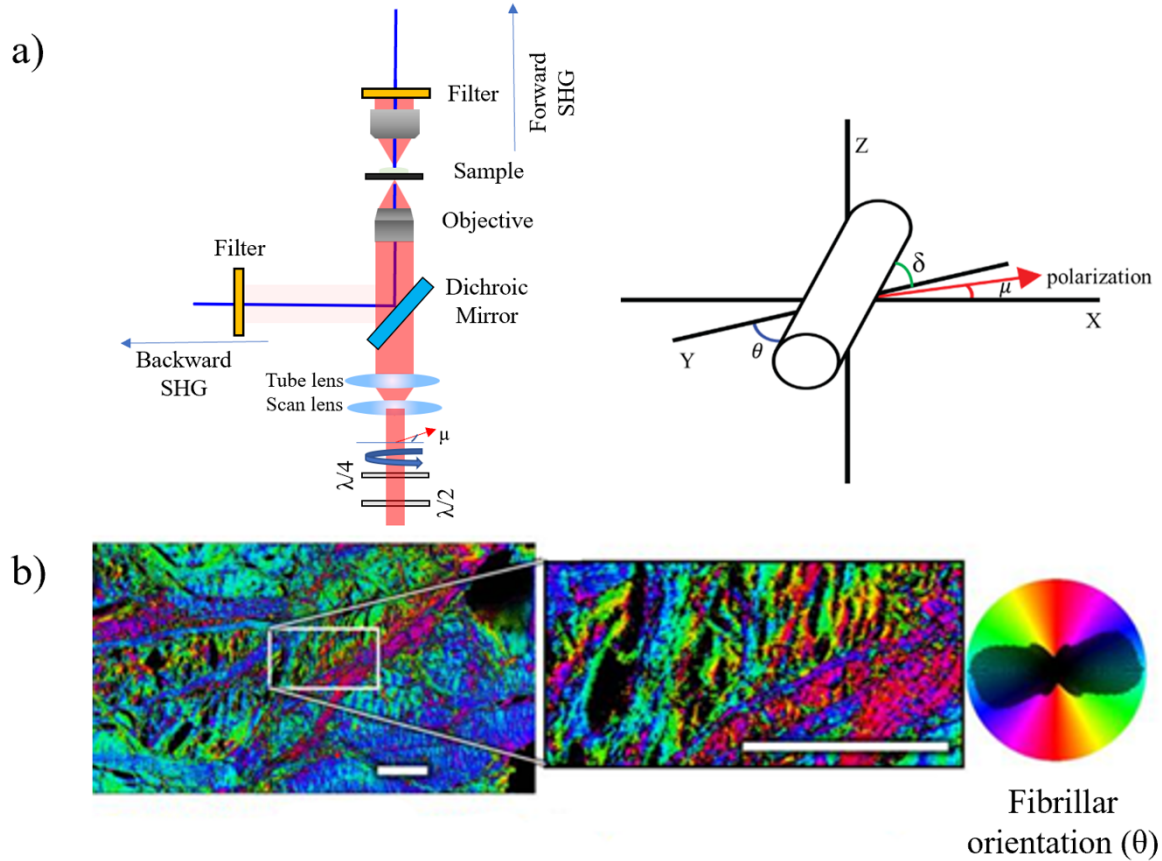 a)
Filter
Forward
SHG
Sample
Objective
Filter
Dichroic
Mirror
Backward
SHG
Tube lens
Scan lens
μ
λ/4
λ/2
Z
δ
polarization
μ
X
Y
θ
b)
Fibrillar
orientation (θ)